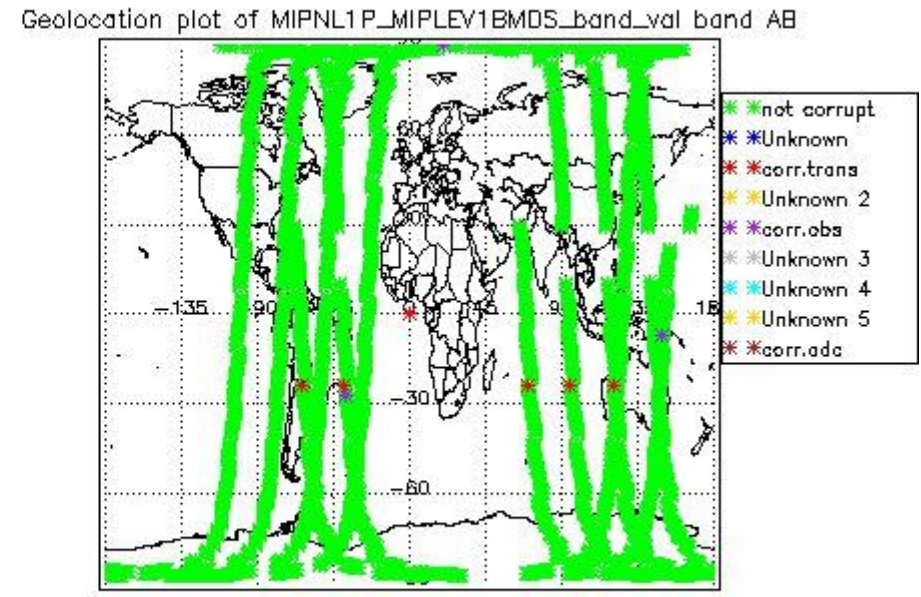 Geolocation plot of MIPNL1P_MIPLEV1BMDS_band_val band AB
not corrupt
Unknown
corr.trans
Unknown 2
corr.obs
Unknown 3
Unknown 4
Unknown 5
corr.adc
60
-135
-90
-30
-60